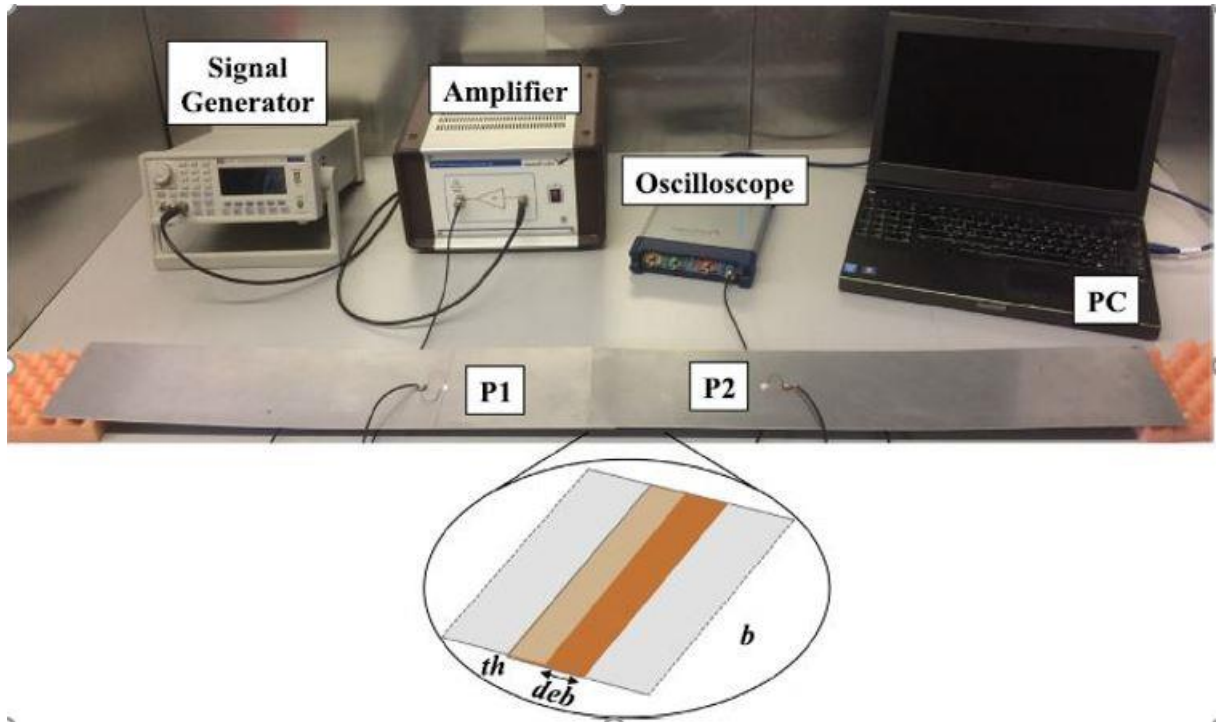 Signal
Generator
Amplifier
Oscilloscope
PC
P1
P2
th
deb
b